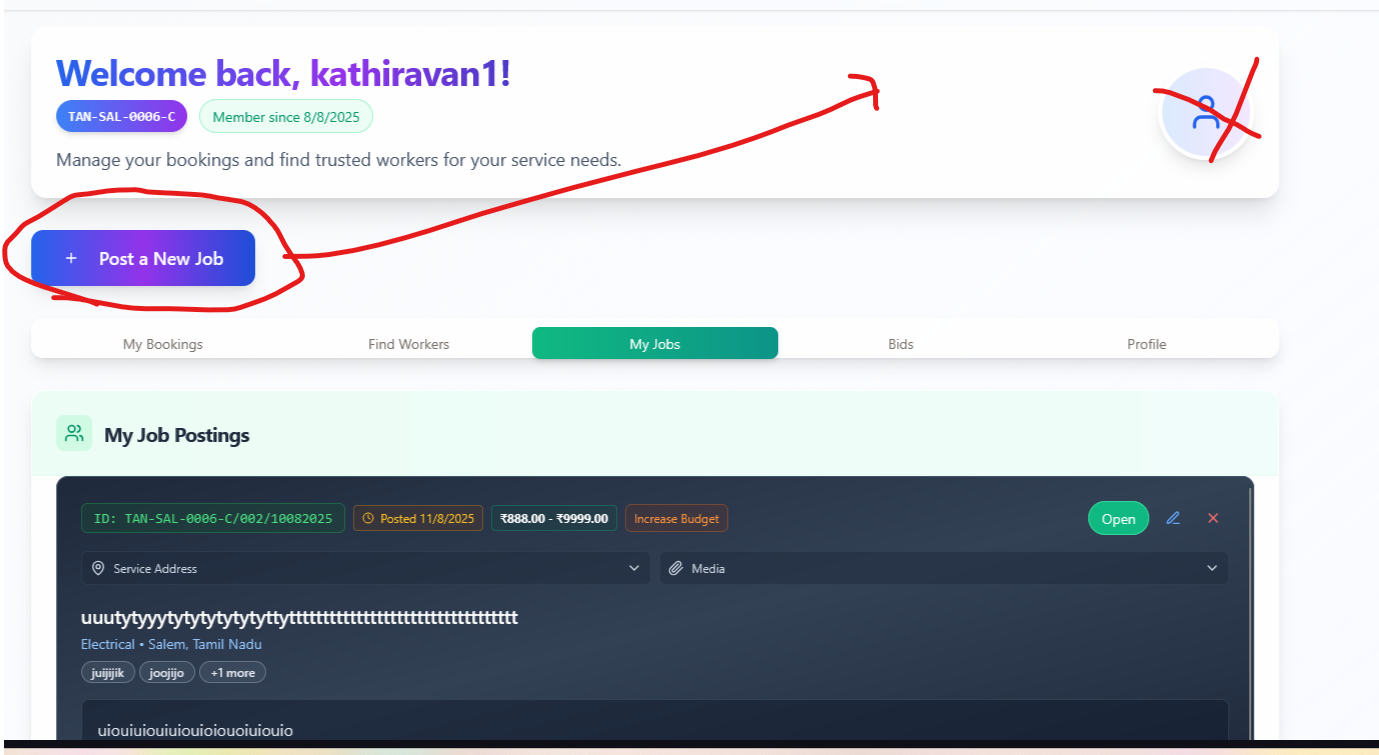 Welcome back, kathiravan1!
TAN-SAL-0006-C Member since 8/8/2025
Manage your bookings and find trusted workers for your service needs.
+ Post a New Job
My Bookings Find Workers My Jobs Bids Profile
My Job Postings
ID: TAN-SAL-0006-C/002/10082025 Posted 11/8/2025 ₹888.00 - ₹9999.00 Increase Budget Open
Service Address Media
uuutytyyytytytytytytyttyttttttttttttttttttttttttttttttttttt
Electrical • Salem, Tamil Nadu
juijijik joojijo +1 more
uiouiuiouiuiouioiouoiuiouio